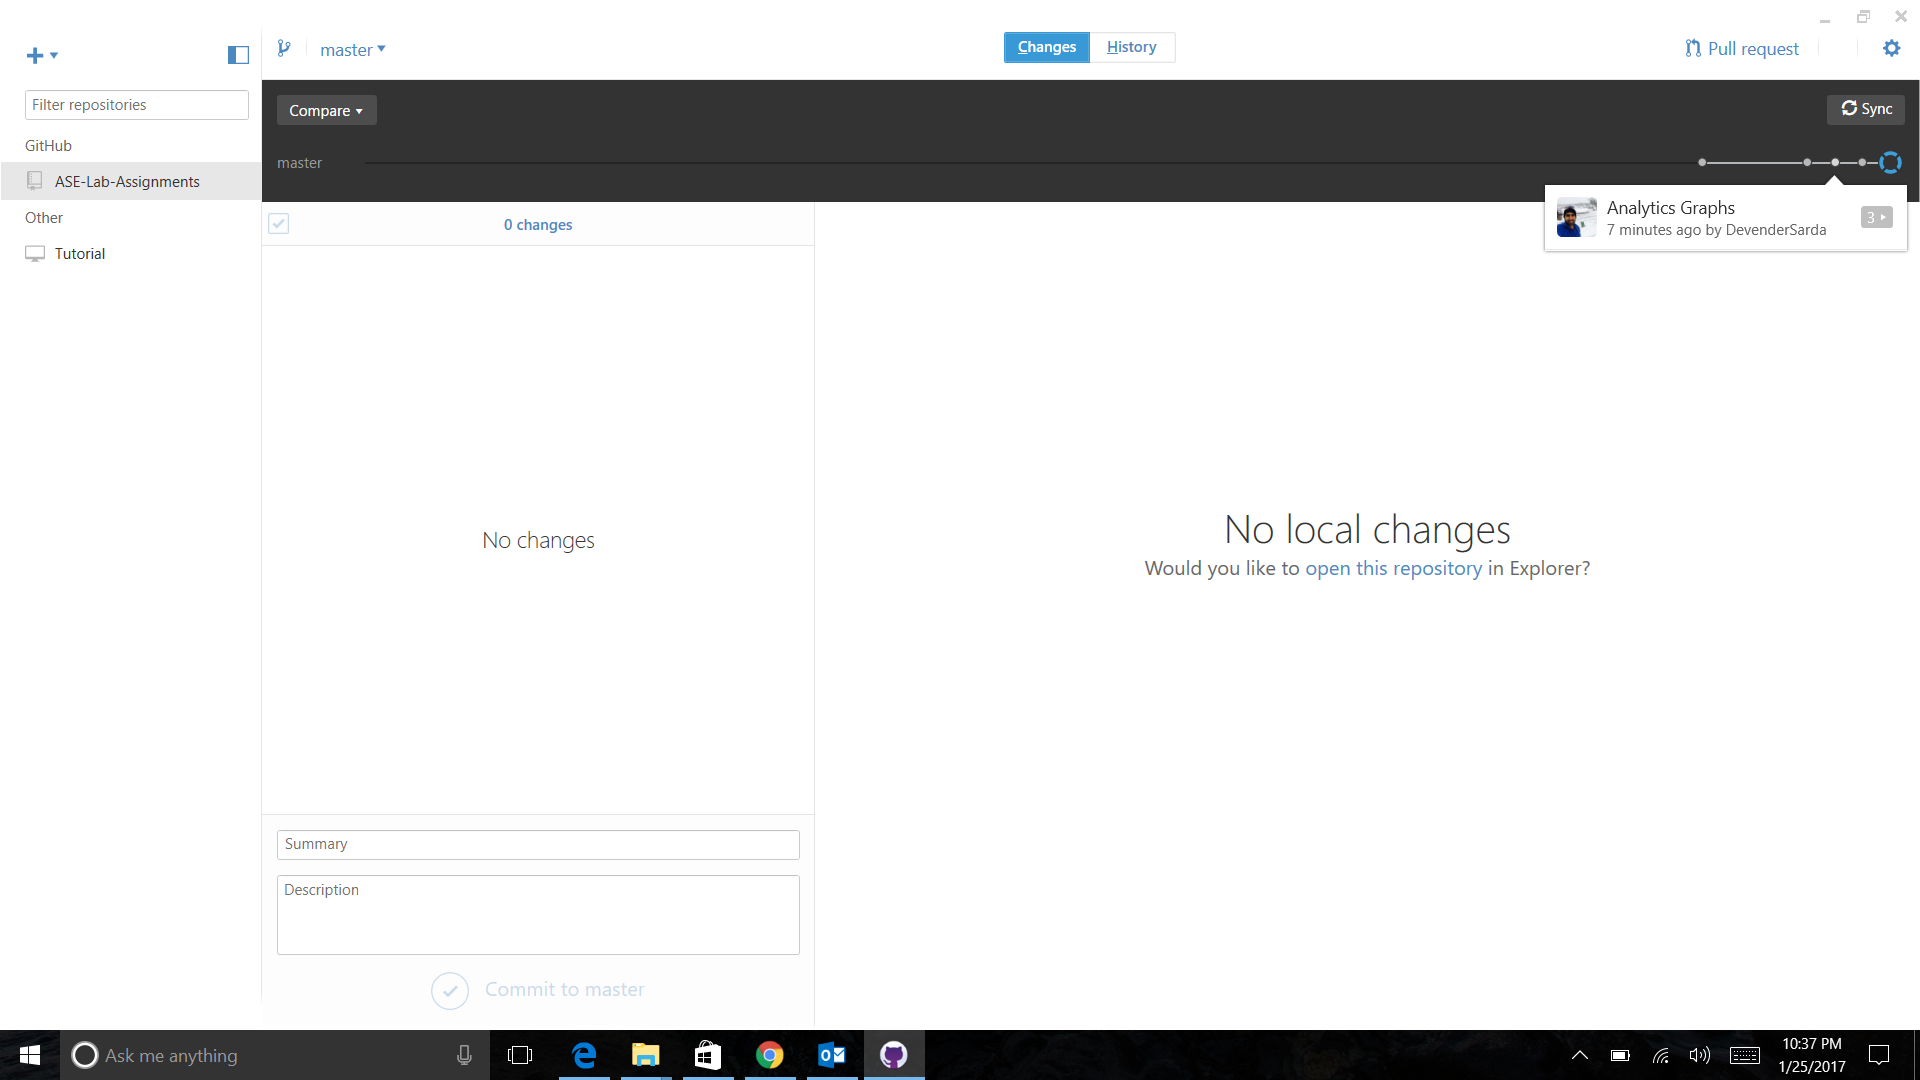 master
Changes
History
Pull request
Filter repositories
GitHub
ASE-Lab-Assignments
Other
Tutorial
Compare
Sync
master
Analytics Graphs
7 minutes ago by DevenderSarda
3
0 changes
No changes
No local changes
Would you like to open this repository in Explorer?
Summary
Description
Commit to master
Ask me anything
10:37 PM
1/25/2017